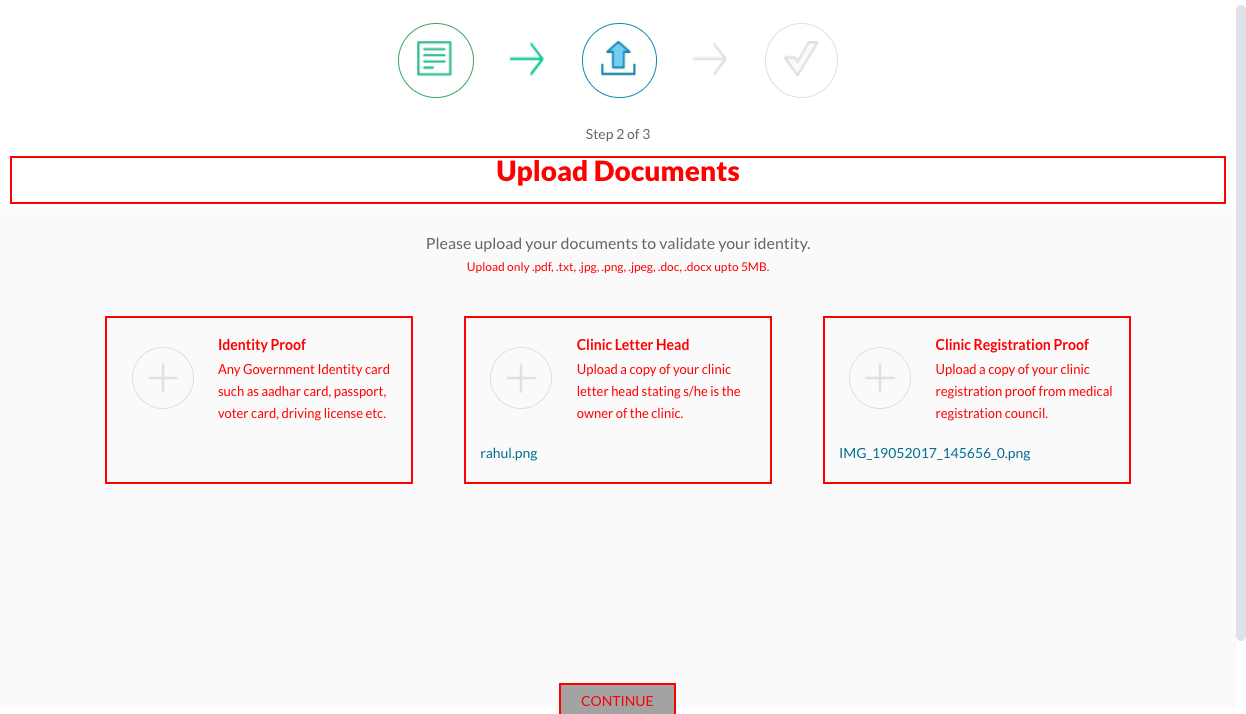 Step 2 of 3
Upload Documents
Please upload your documents to validate your identity.
Upload only .pdf, .txt, .jpg, .png, .jpeg, .doc, .docx upto 5MB.
Identity Proof
Any Government Identity card
such as aadhar card, passport,
voter card, driving license etc.
Clinic Letter Head
Upload a copy of your clinic
letter head stating s/he is the
owner of the clinic.
rahul.png
Clinic Registration Proof
Upload a copy of your clinic
registration proof from medical
registration council.
IMG_19052017_145656_0.png
CONTINUE